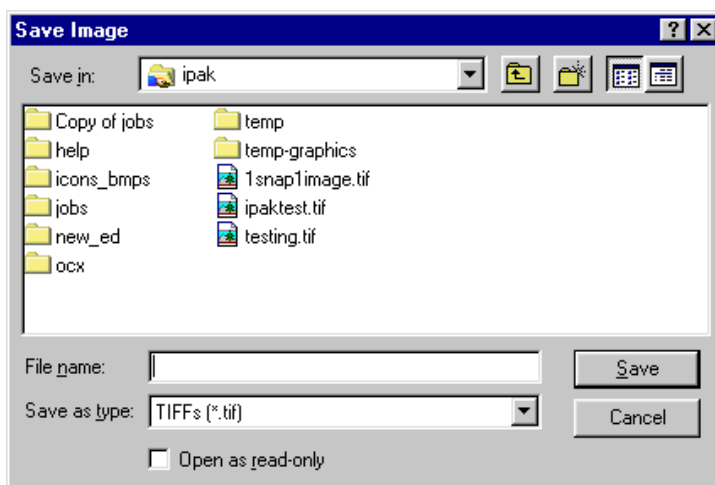 Save Image
Save in: ipak
Copy of jobs
help
icons_bmps
jobs
new_ed
ocx
temp
temp-graphics
1snap1image.tif
ipaktest.tif
testing.tif
File name:
Save
Save as type: TIFFs (*.tif)
Cancel
Open as read-only